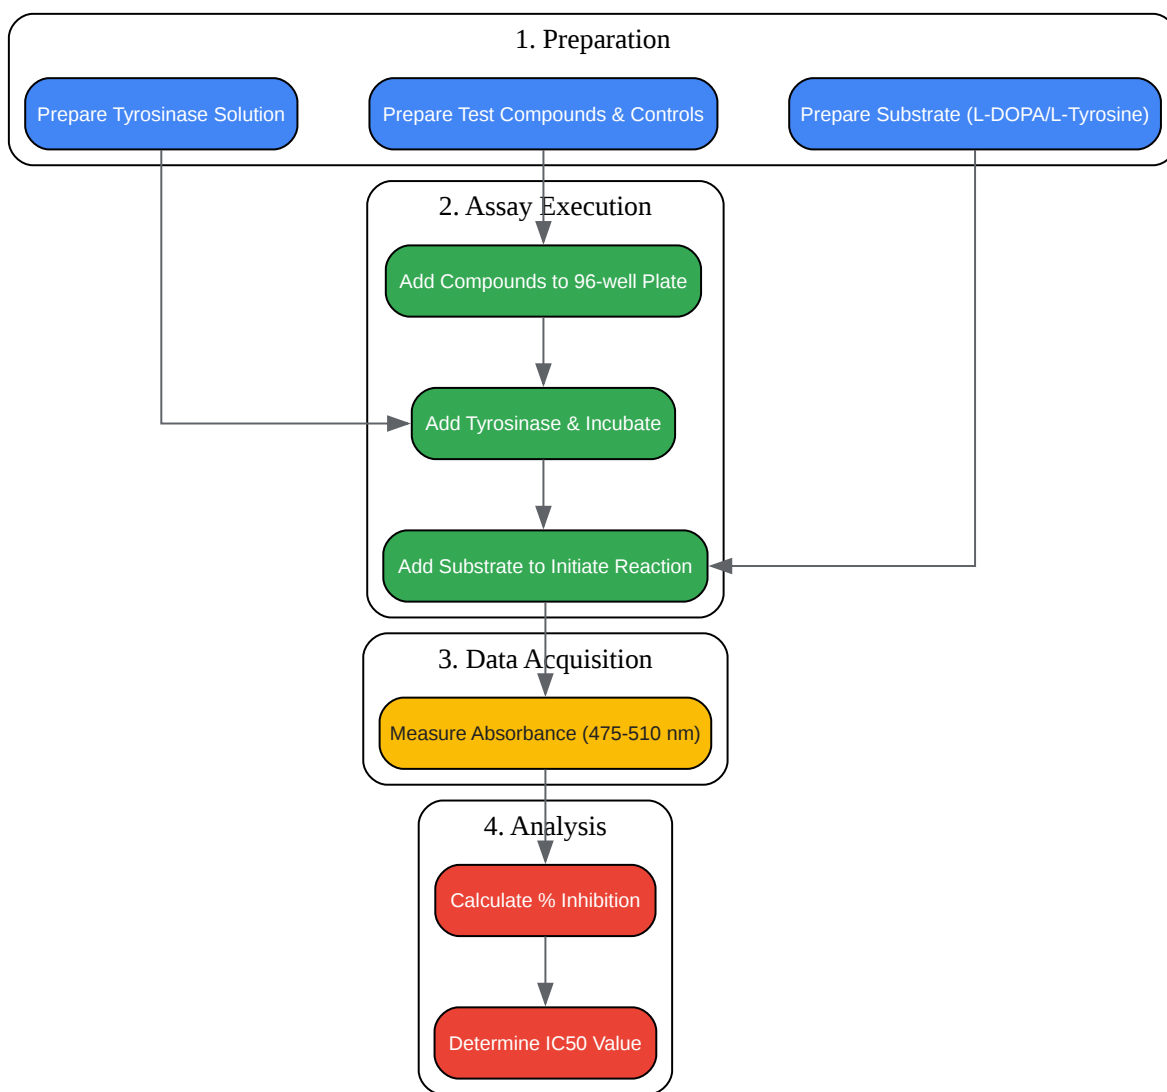 1. Preparation
Prepare Tyrosinase Solution
Prepare Test Compounds & Controls
Prepare Substrate (L-DOPA/L-Tyrosine)
2. Assay Execution
Add Compounds to 96-well Plate
Add Tyrosinase & Incubate
Add Substrate to Initiate Reaction
3. Data Acquisition
Measure Absorbance (475-510 nm)
4. Analysis
Calculate % Inhibition
Determine IC50 Value